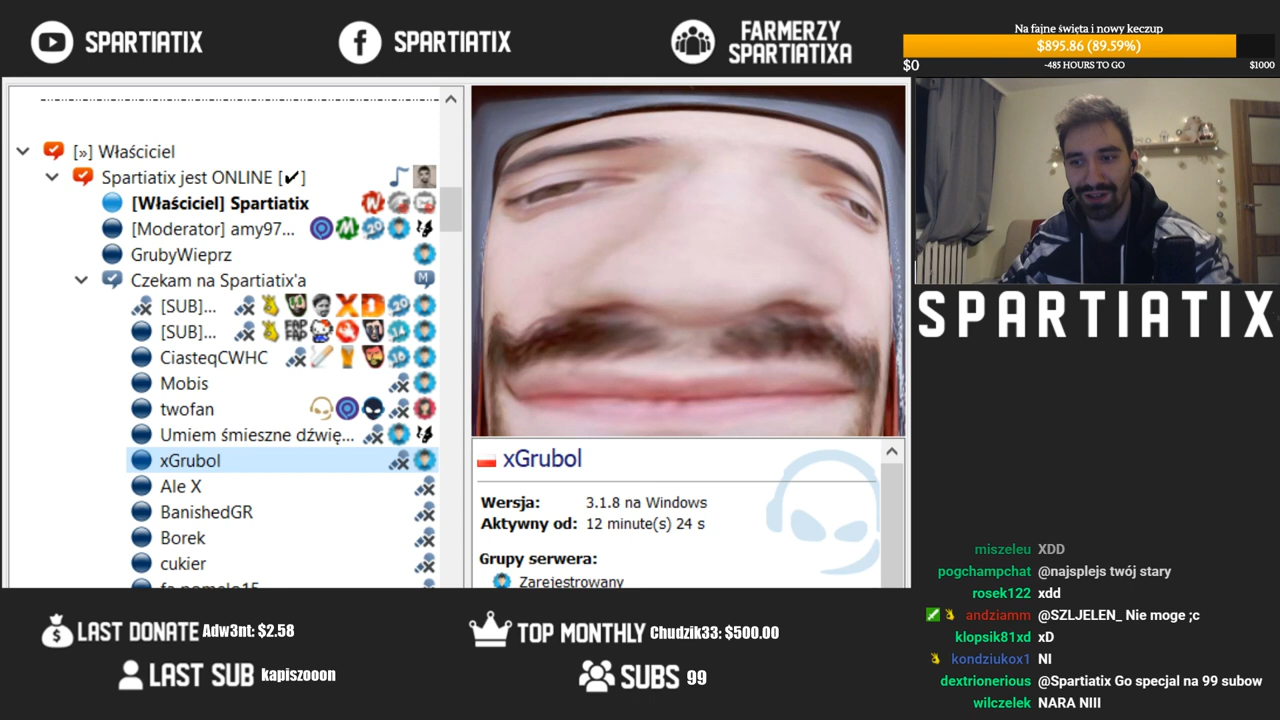 SPARTIATIX
SPARTIATIX
FARMERZY
SPARTIATIXA
Na fajne święta i nowy keczup
$895.86 (89.59%)
$0
-485 HOURS TO GO
$1000
[»] Właściciel
Spartiatix jest ONLINE [✔]
[Właściciel] Spartiatix
[Moderator] amy97...
GrubyWieprz
Czekam na Spartiatix'a
[SUB]...
[SUB]...
CiasteqCWHC
Mobis
twofan
Umiem śmieszne dźwię...
xGrubol
Ale X
BanishedGR
Borek
cukier
xGrubol
Wersja: 3.1.8 na Windows
Aktywny od: 12 minute(s) 24 s
Grupy serwera:
Zarejestrowany
SPARTIATIX
miszeleu XDD
pogchampchat @najsplejs twój stary
rosek122 xdd
andziamm @SZLJELEN_ Nie moge ;c
klopsik81xd xD
kondziukox1 NI
dextrionerious @Spartiatix Go specjal na 99 subow
wilczelek NARA NIII
LAST DONATE Adw3nt: $2.58
TOP MONTHLY Chudzik33: $500.00
LAST SUB kapiszooon
SUBS 99